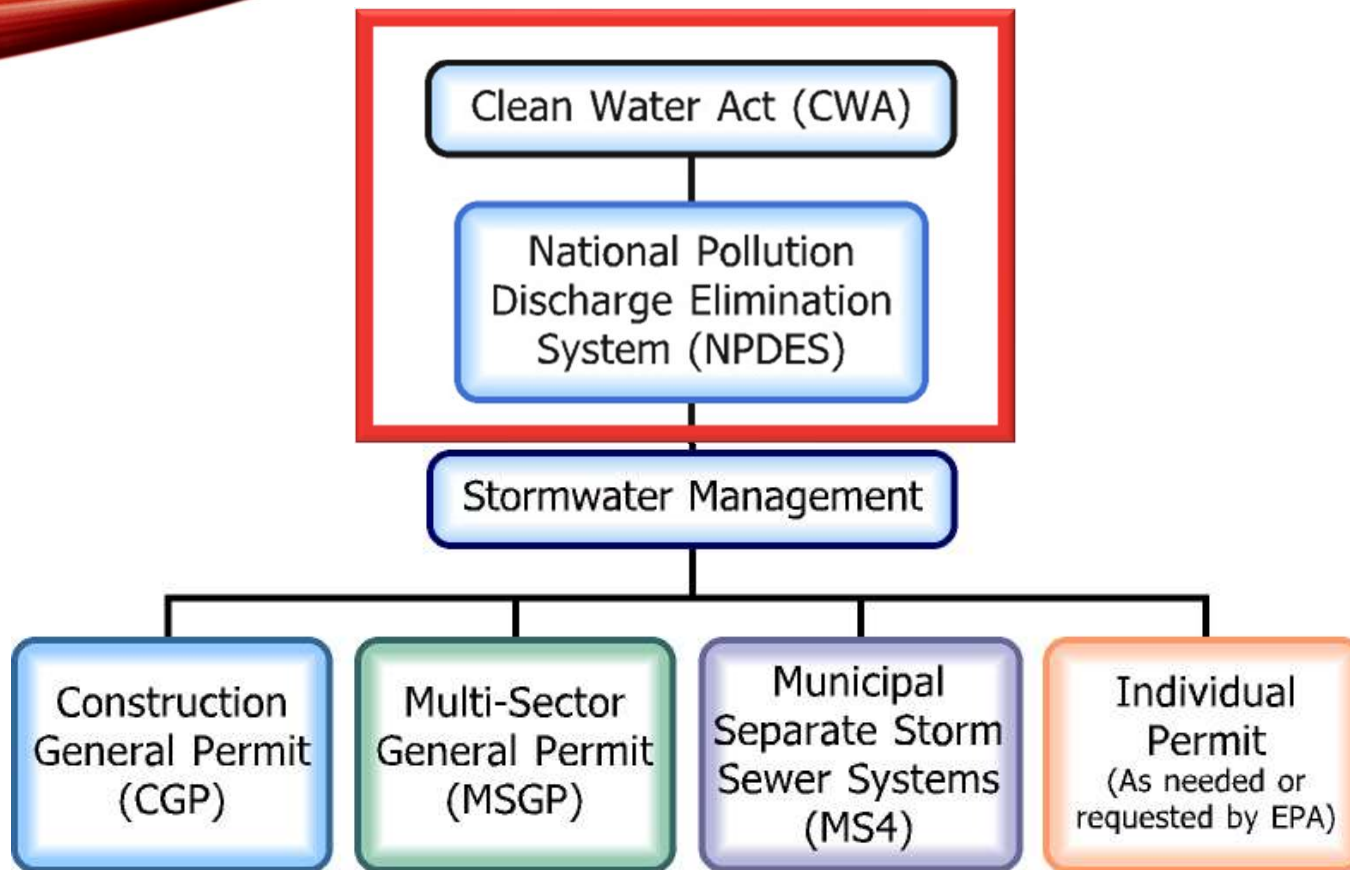 Clean Water Act (CWA)
National Pollution
Discharge Elimination
System (NPDES)
Stormwater Management
Construction
General Permit
(CGP)
Multi-Sector
General Permit
(MSGP)
Municipal
Separate Storm
Sewer Systems
(MS4)
Individual
Permit
(As needed or
requested by EPA)